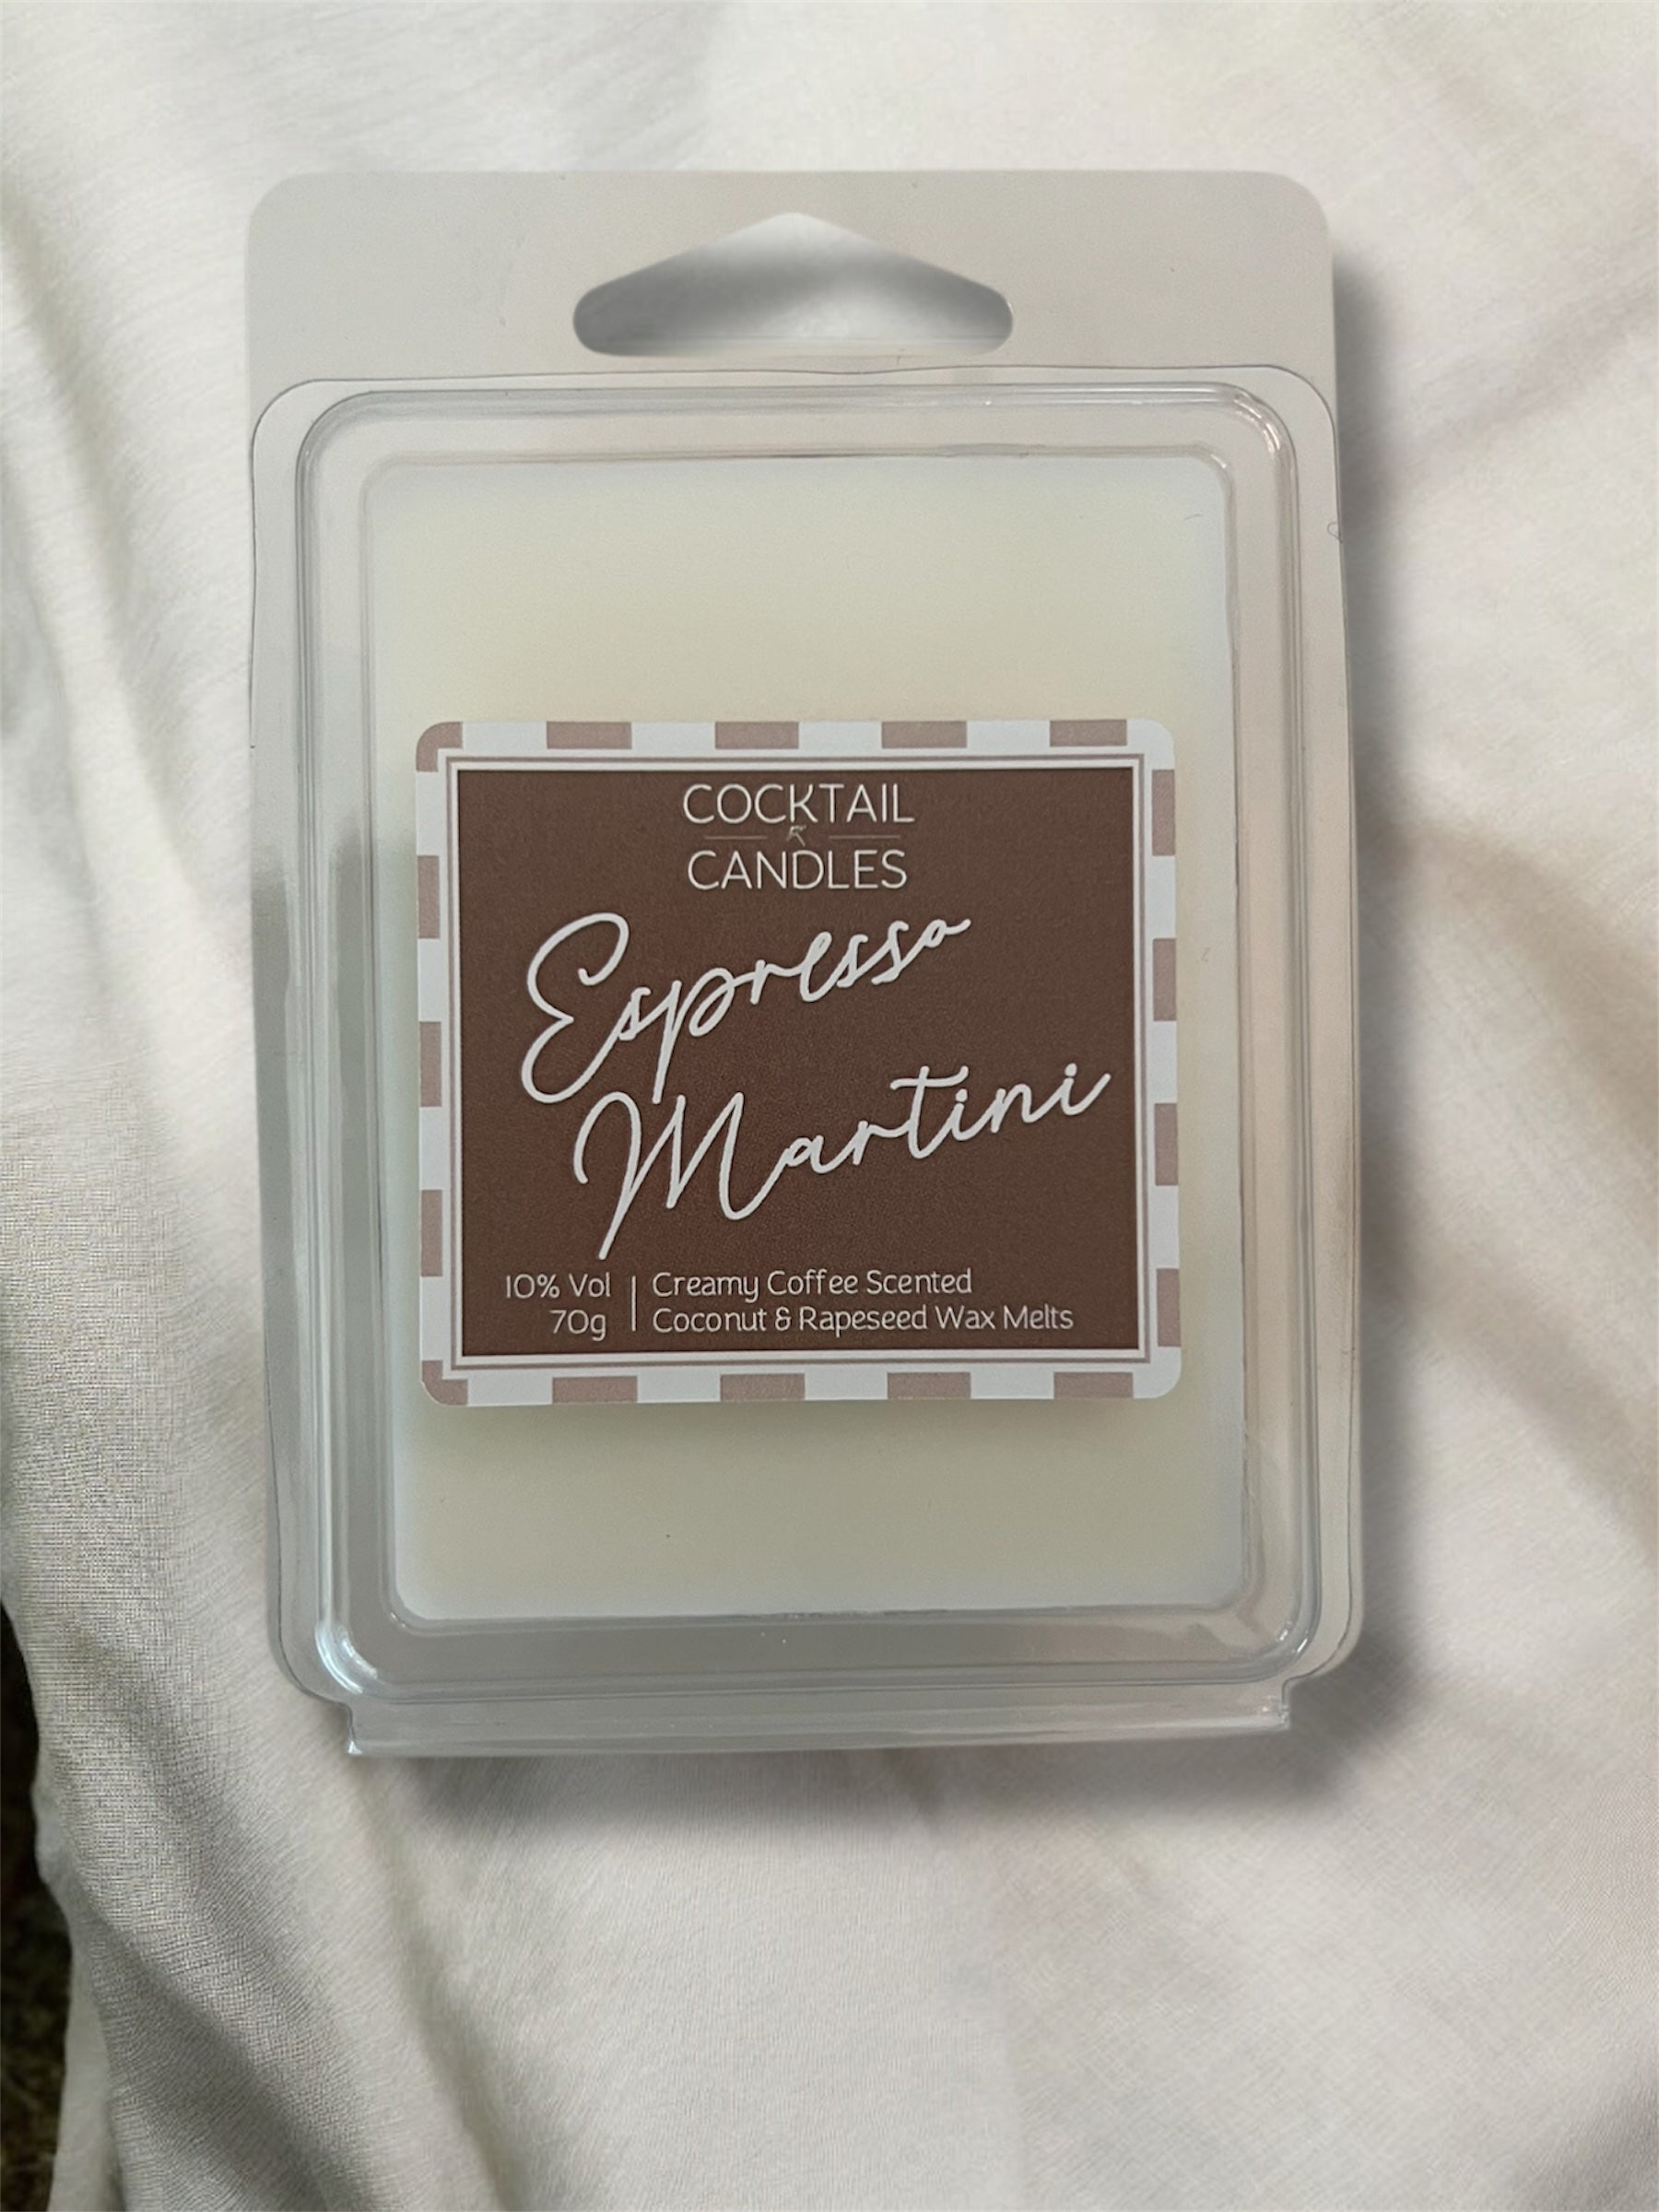 COCKTAIL
CANDLES
Espresso
Martini
10% Vol | Creamy Coffee Scented
70g | Coconut & Rapeseed Wax Melts